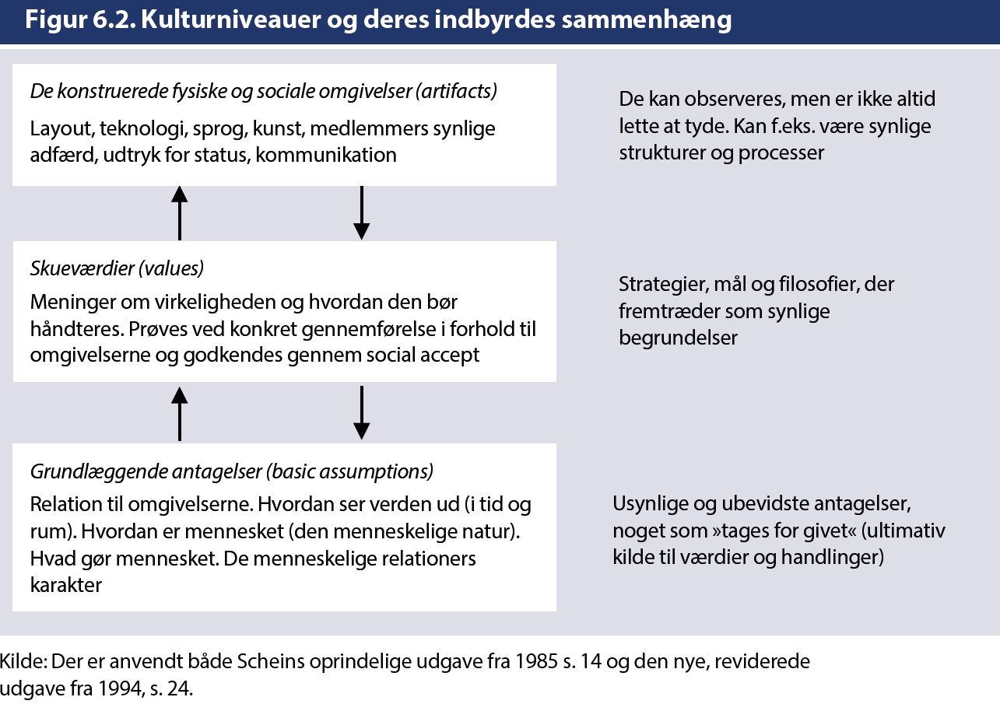 Figur 6.2. Kulturniveauer og deres indbyrdes sammenhæng
De konstruerede fysiske og sociale omgivelser (artifacts)
Layout, teknologi, sprog, kunst, medlemmers synlige
adfærd, udtryk for status, kommunikation
De kan observeres, men er ikke altid
lette at tyde. Kan f.eks. være synlige
strukturer og processer
Skueværdier (values)
Meninger om virkeligheden og hvordan den bør
håndteres. Prøves ved konkret gennemførelse i forhold til
omgivelserne og godkendes gennem social accept
Strategier, mål og filosofier, der
fremtræder som synlige
begrundelser
Grundlæggende antagelser (basic assumptions)
Relation til omgivelserne. Hvordan ser verden ud (i tid og
rum). Hvordan er mennesket (den menneskelige natur).
Hvad gør mennesket. De menneskelige relationers
karakter
Usynlige og ubevidste antagelser,
noget som »tages for givet« (ultimativ
kilde til værdier og handlinger)
Kilde: Der er anvendt både Scheins oprindelige udgave fra 1985 s. 14 og den nye, reviderede
udgave fra 1994, s. 24.